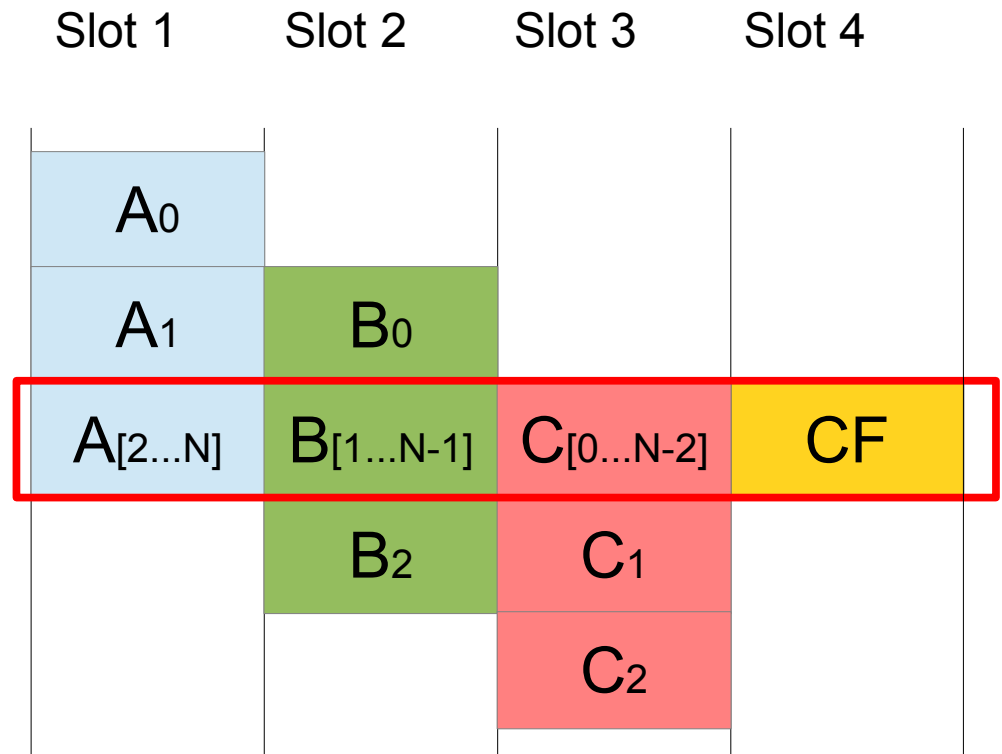 Slot 1 Slot 2 Slot 3 Slot 4
A0
A1 B0
A[2...N] B[1...N-1] C[0...N-2] CF
B2 C1
C2